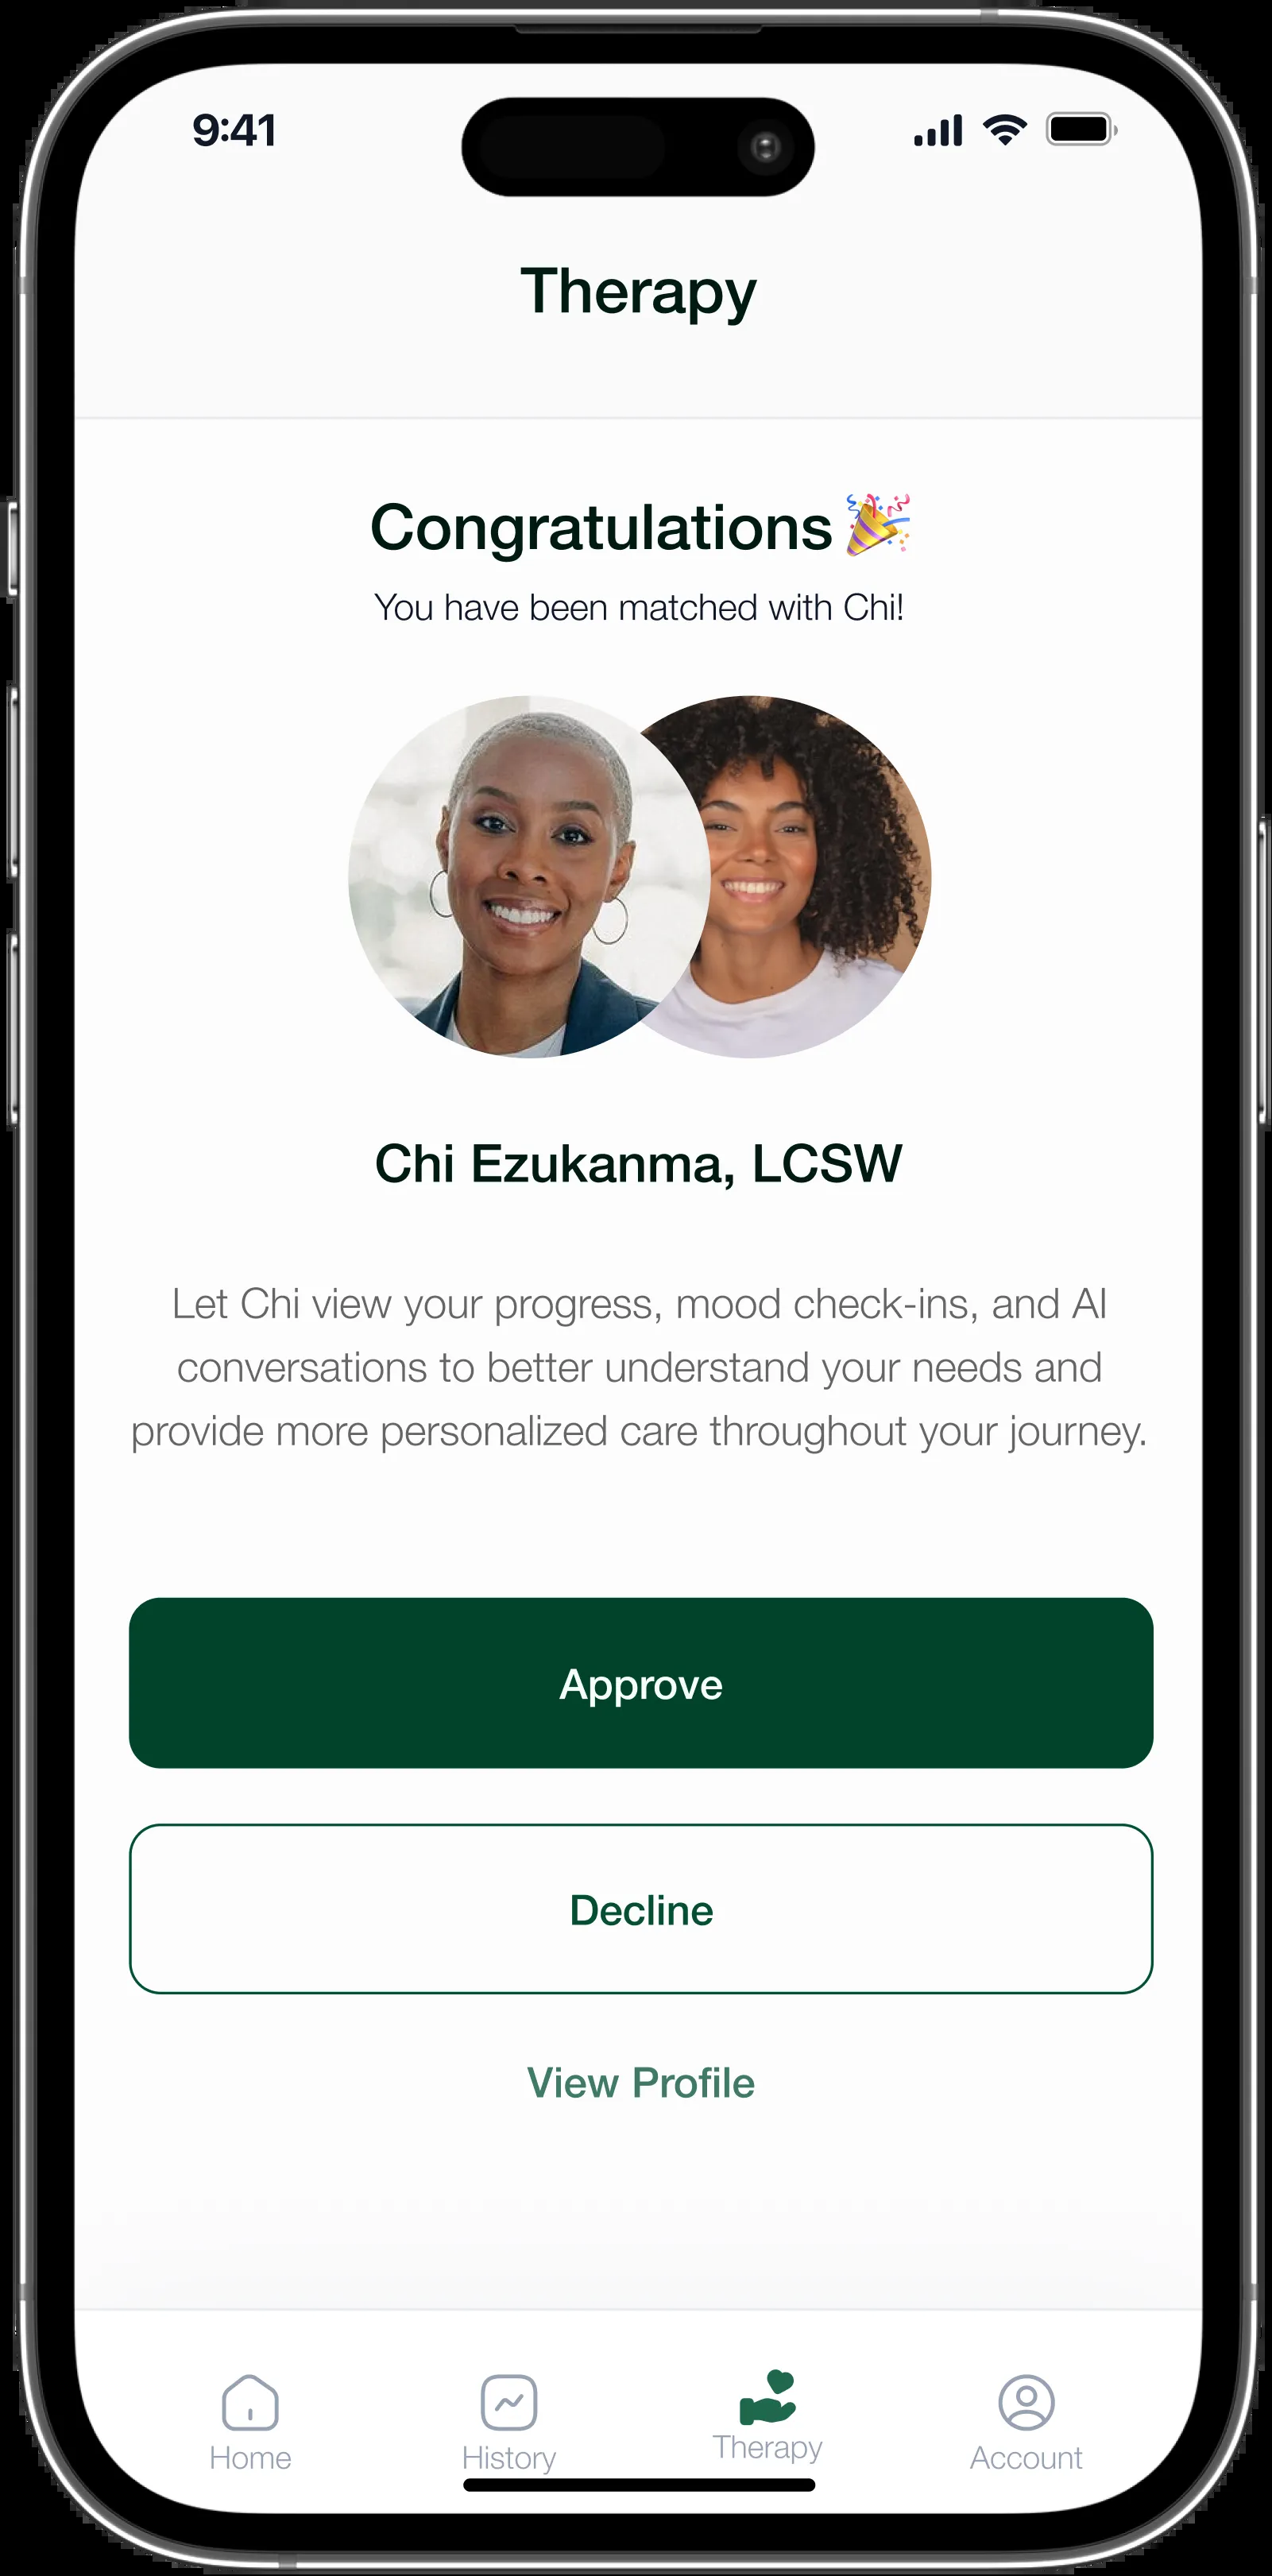 9:41
Therapy
Congratulations 🎉
You have been matched with Chi!
Chi Ezukanma, LCSW
Let Chi view your progress, mood check-ins, and AI
conversations to better understand your needs and
provide more personalized care throughout your journey.
Approve
Decline
View Profile
Home
History
Therapy
Account